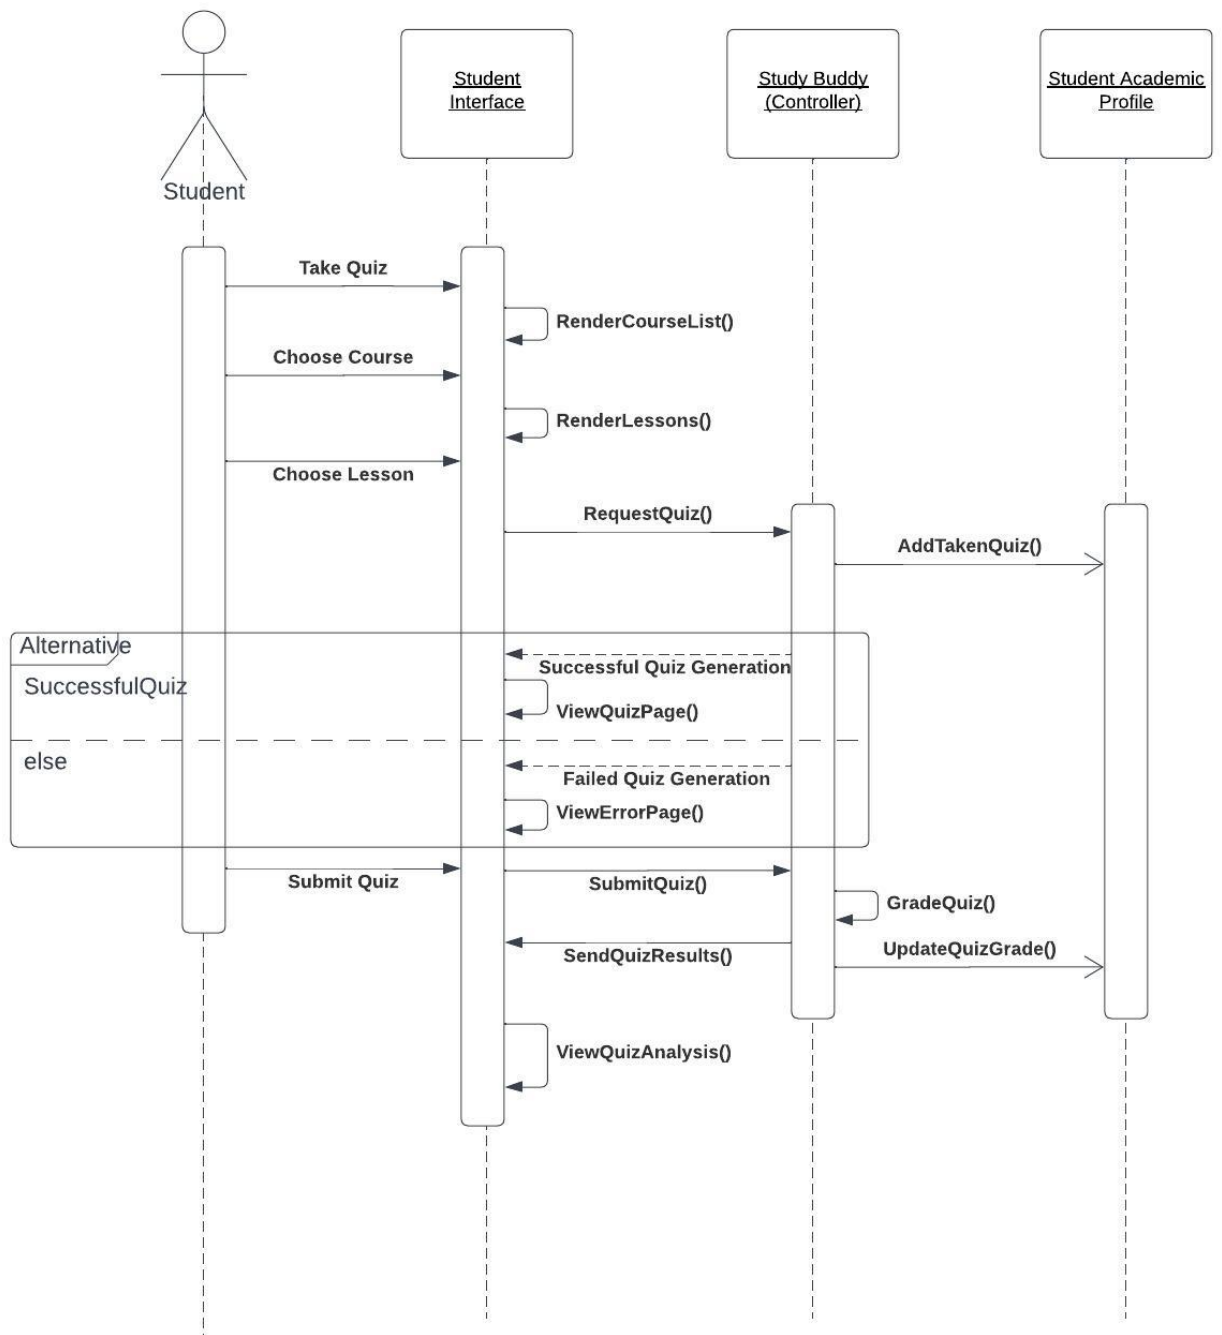 Student
Interface
Study Buddy
(Controller)
Student Academic
Profile
Student
Take Quiz
RenderCourseList()
Choose Course
RenderLessons()
Choose Lesson
RequestQuiz()
AddTakenQuiz()
Alternative
Successful Quiz Generation
SuccessfulQuiz
ViewQuizPage()
else
Failed Quiz Generation
ViewErrorPage()
Submit Quiz
SubmitQuiz()
GradeQuiz()
SendQuizResults()
UpdateQuizGrade()
ViewQuizAnalysis()